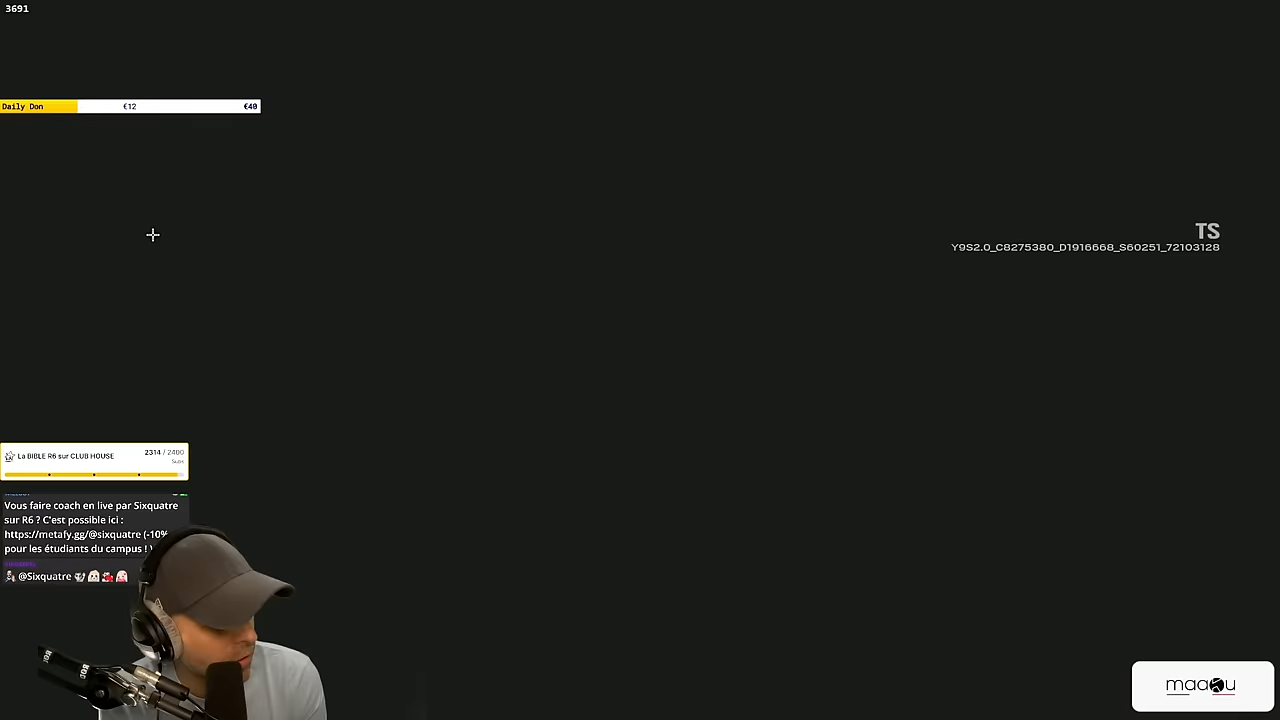 3691
Daily Don €12 €40
TS
Y9S2.0_C8275380_D1916668_S60251_72103128
La BIBLE R6 sur CLUB HOUSE 2314 / 2400
Subs
Vous faire coach en live par Sixquatre
sur R6 ? C'est possible ici :
https://metafy.gg/@sixquatre (-10%
pour les étudiants du campus !
@Sixquatre